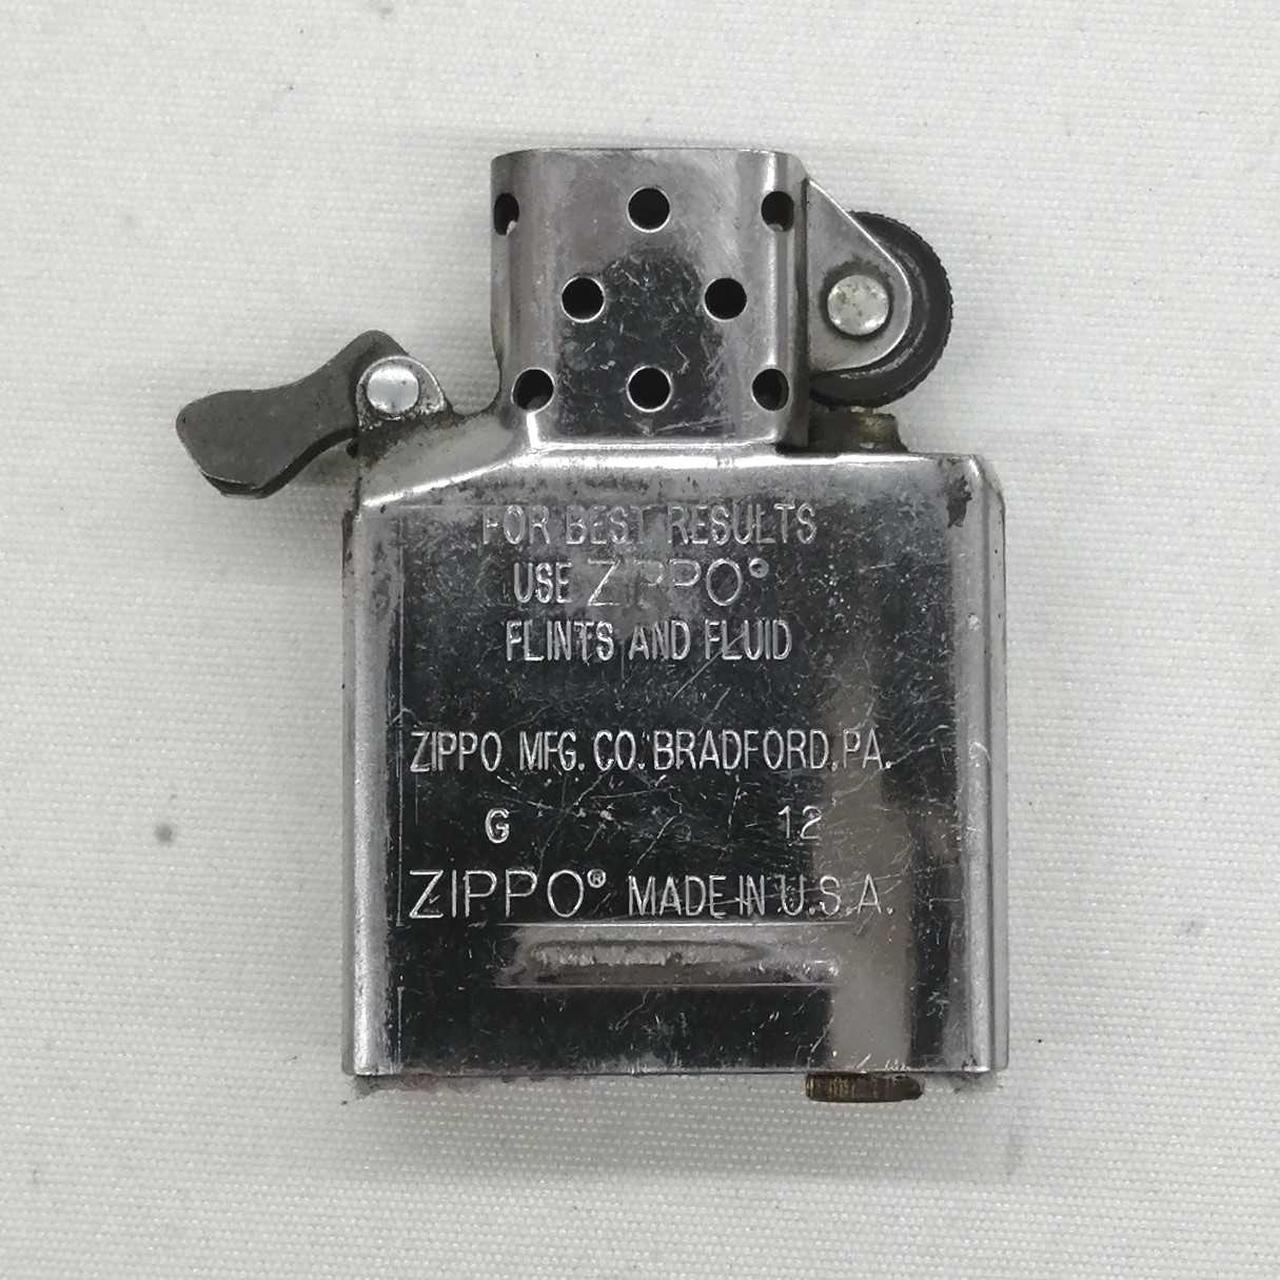 FOR BEST RESULTS
USE ZIPPO®
FLINTS AND FLUID
ZIPPO MFG. CO. BRADFORD, PA.
G 12
ZIPPO® MADE IN U.S.A.